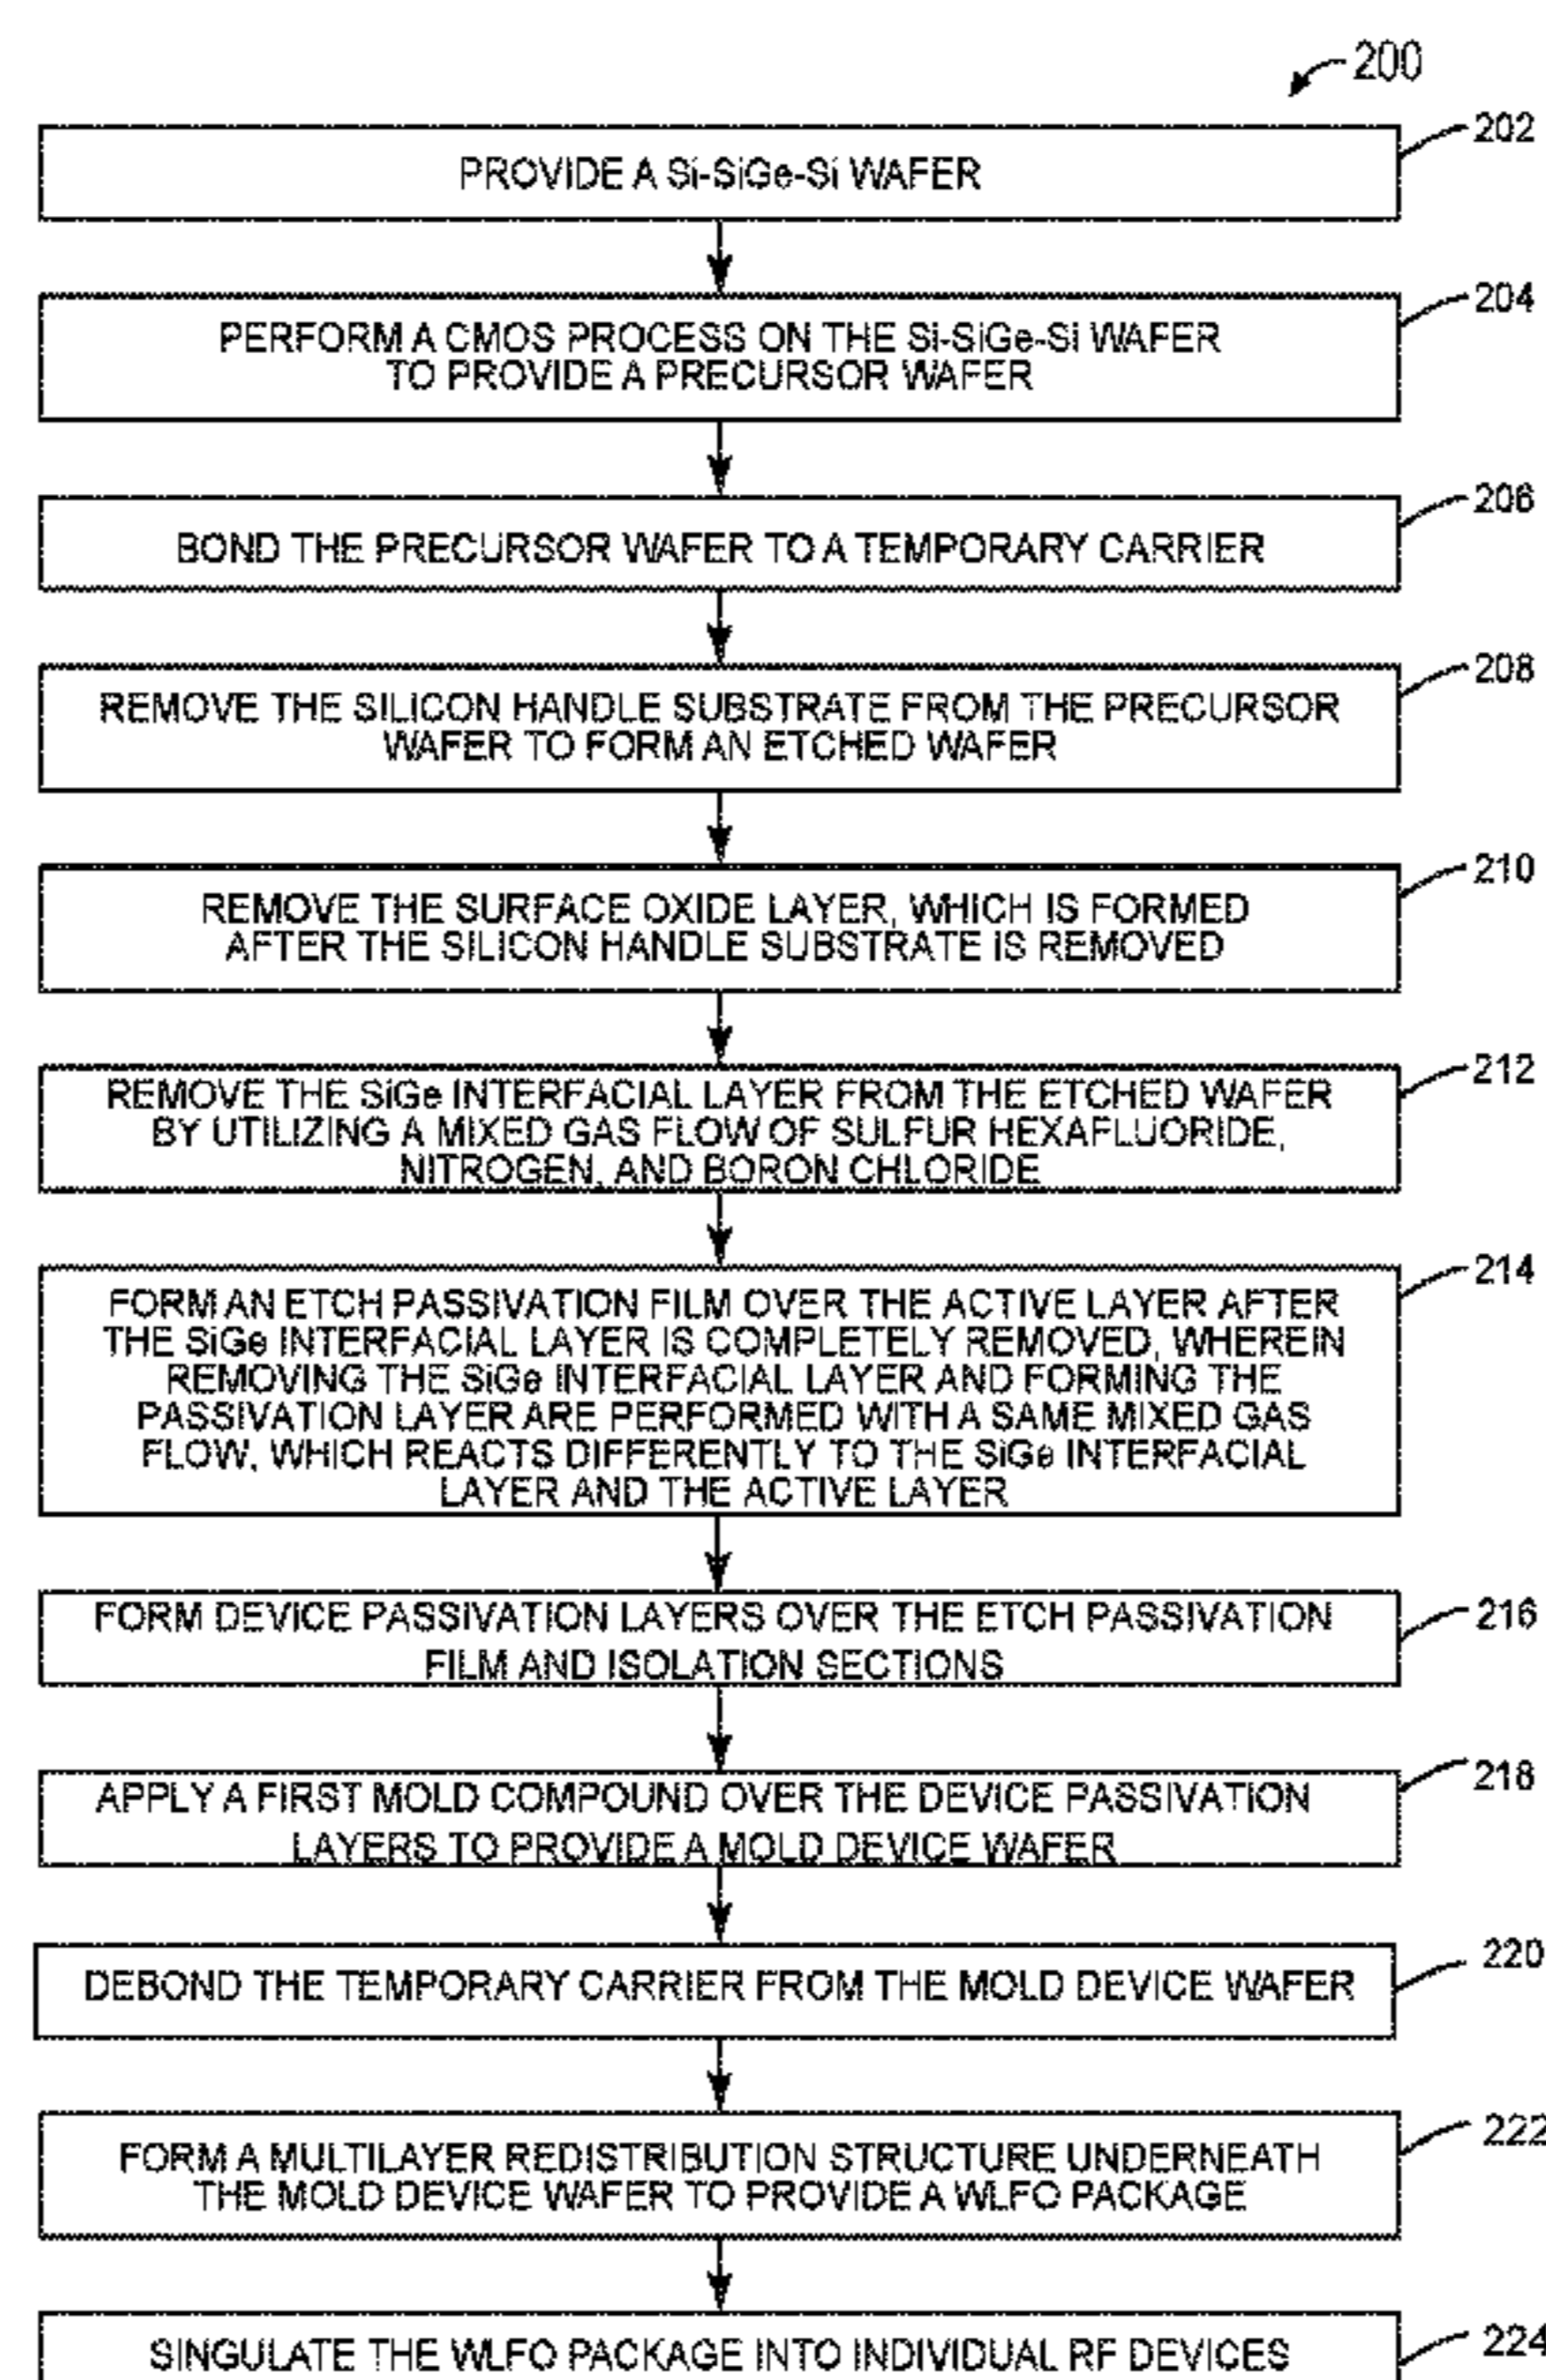 200
202
PROVIDE A Si-SiGe-Si WAFER
204
PERFORM A CMOS PROCESS ON THE Si-SiGe-Si WAFER
TO PROVIDE A PRECURSOR WAFER
206
BOND THE PRECURSOR WAFER TO A TEMPORARY CARRIER
208
REMOVE THE SILICON HANDLE SUBSTRATE FROM THE PRECURSOR
WAFER TO FORM AN ETCHED WAFER
210
REMOVE THE SURFACE OXIDE LAYER, WHICH IS FORMED
AFTER THE SILICON HANDLE SUBSTRATE IS REMOVED
212
REMOVE THE SiGe INTERFACIAL LAYER FROM THE ETCHED WAFER
BY UTILIZING A MIXED GAS FLOW OF SULFUR HEXAFLUORIDE,
NITROGEN, AND BORON CHLORIDE
214
FORM AN ETCH PASSIVATION FILM OVER THE ACTIVE LAYER AFTER
THE SiGe INTERFACIAL LAYER IS COMPLETELY REMOVED, WHEREIN
REMOVING THE SiGe INTERFACIAL LAYER AND FORMING THE
PASSIVATION LAYER ARE PERFORMED WITH A SAME MIXED GAS
FLOW, WHICH REACTS DIFFERENTLY TO THE SiGe INTERFACIAL
LAYER AND THE ACTIVE LAYER
216
FORM DEVICE PASSIVATION LAYERS OVER THE ETCH PASSIVATION
FILM AND ISOLATION SECTIONS
218
APPLY A FIRST MOLD COMPOUND OVER THE DEVICE PASSIVATION
LAYERS TO PROVIDE A MOLD DEVICE WAFER
220
DEBOND THE TEMPORARY CARRIER FROM THE MOLD DEVICE WAFER
222
FORM A MULTILAYER REDISTRIBUTION STRUCTURE UNDERNEATH
THE MOLD DEVICE WAFER TO PROVIDE A WLFO PACKAGE
224
SINGULATE THE WLFO PACKAGE INTO INDIVIDUAL RF DEVICES